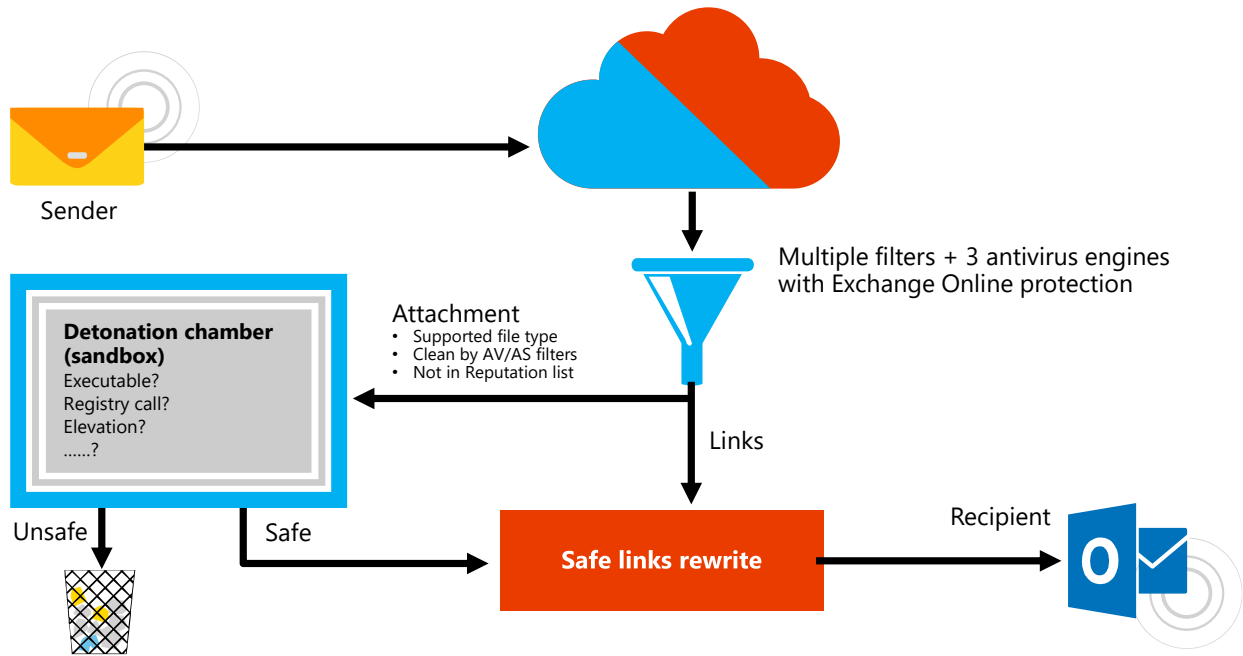 Sender
Multiple filters + 3 antivirus engines
with Exchange Online protection
Attachment
• Supported file type
• Clean by AV/AS filters
• Not in Reputation list
Detonation chamber
(sandbox)
Executable?
Registry call?
Elevation?
......?
Links
Unsafe
Safe
Safe links rewrite
Recipient
O